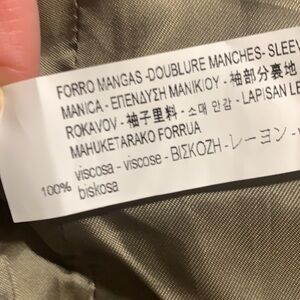 FORRO MANGAS -DOUBLURE MANCHES- SLEEV
MANICA - ΕΠΕΝΔΥΣΗ ΜΑΝΙΚΙΟΥ - 袖部分裏地
ROKAVOV - 袖子里料 - 소매 안감 - LAPISAN LE
MAHUKETARAKO FORRUA
viscosa - viscose - ΒΙΣΚΟΖΗ - レーヨン -
100% biskosa